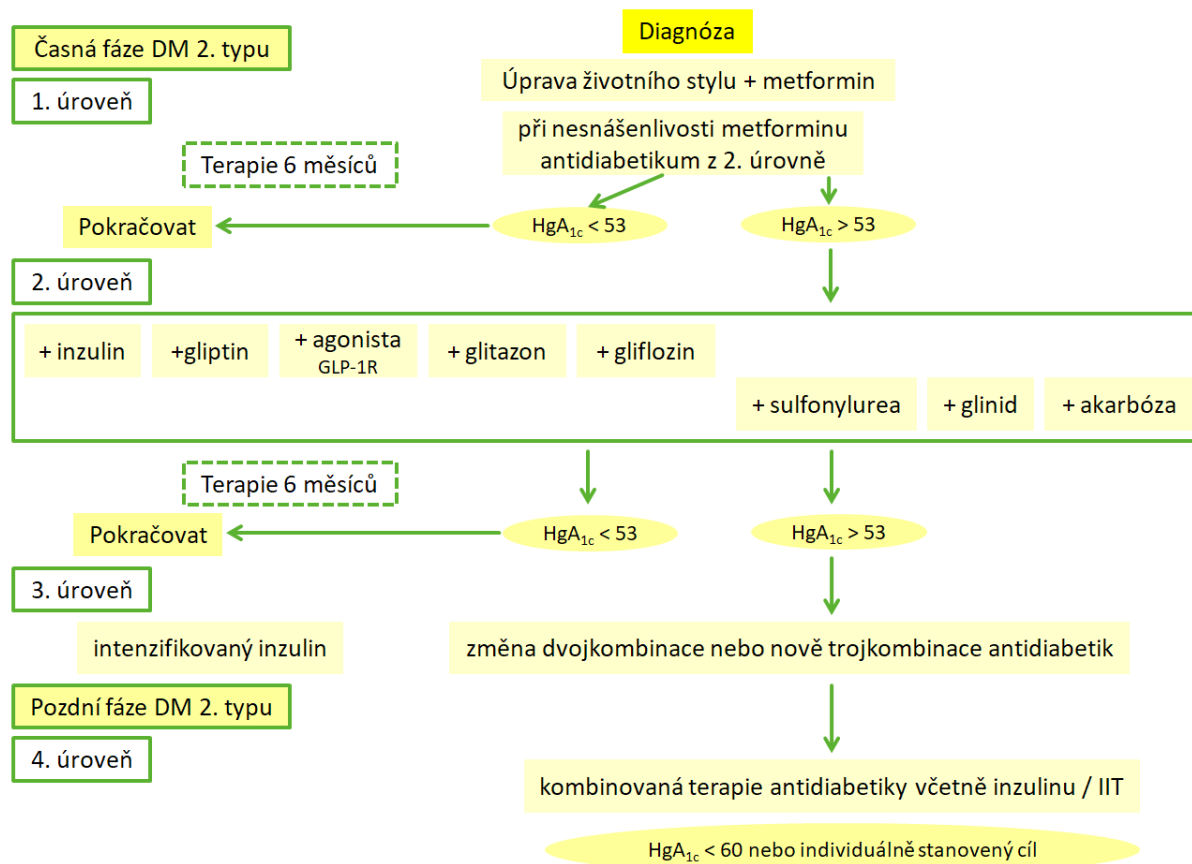 Diagnóza
Časná fáze DM 2. typu
Úprava životního stylu + metformin
1. úroveň
při nesnášenlivosti metforminu
antidiabetikum z 2. úrovně
Terapie 6 měsíců
Pokračovat
HgA1c < 53
HgA1c > 53
2. úroveň
+ inzulin
+gliptin
+ agonista
GLP-1R
+ glitazon
+ gliflozin
+ sulfonylurea
+ glinid
+ akarbóza
Terapie 6 měsíců
Pokračovat
HgA1c < 53
HgA1c > 53
3. úroveň
intenzifikovaný inzulin
změna dvojkombinace nebo nově trojkombinace antidiabetik
Pozdní fáze DM 2. typu
4. úroveň
kombinovaná terapie antidiabetiky včetně inzulinu / IIT
HgA1c < 60 nebo individuálně stanovený cíl